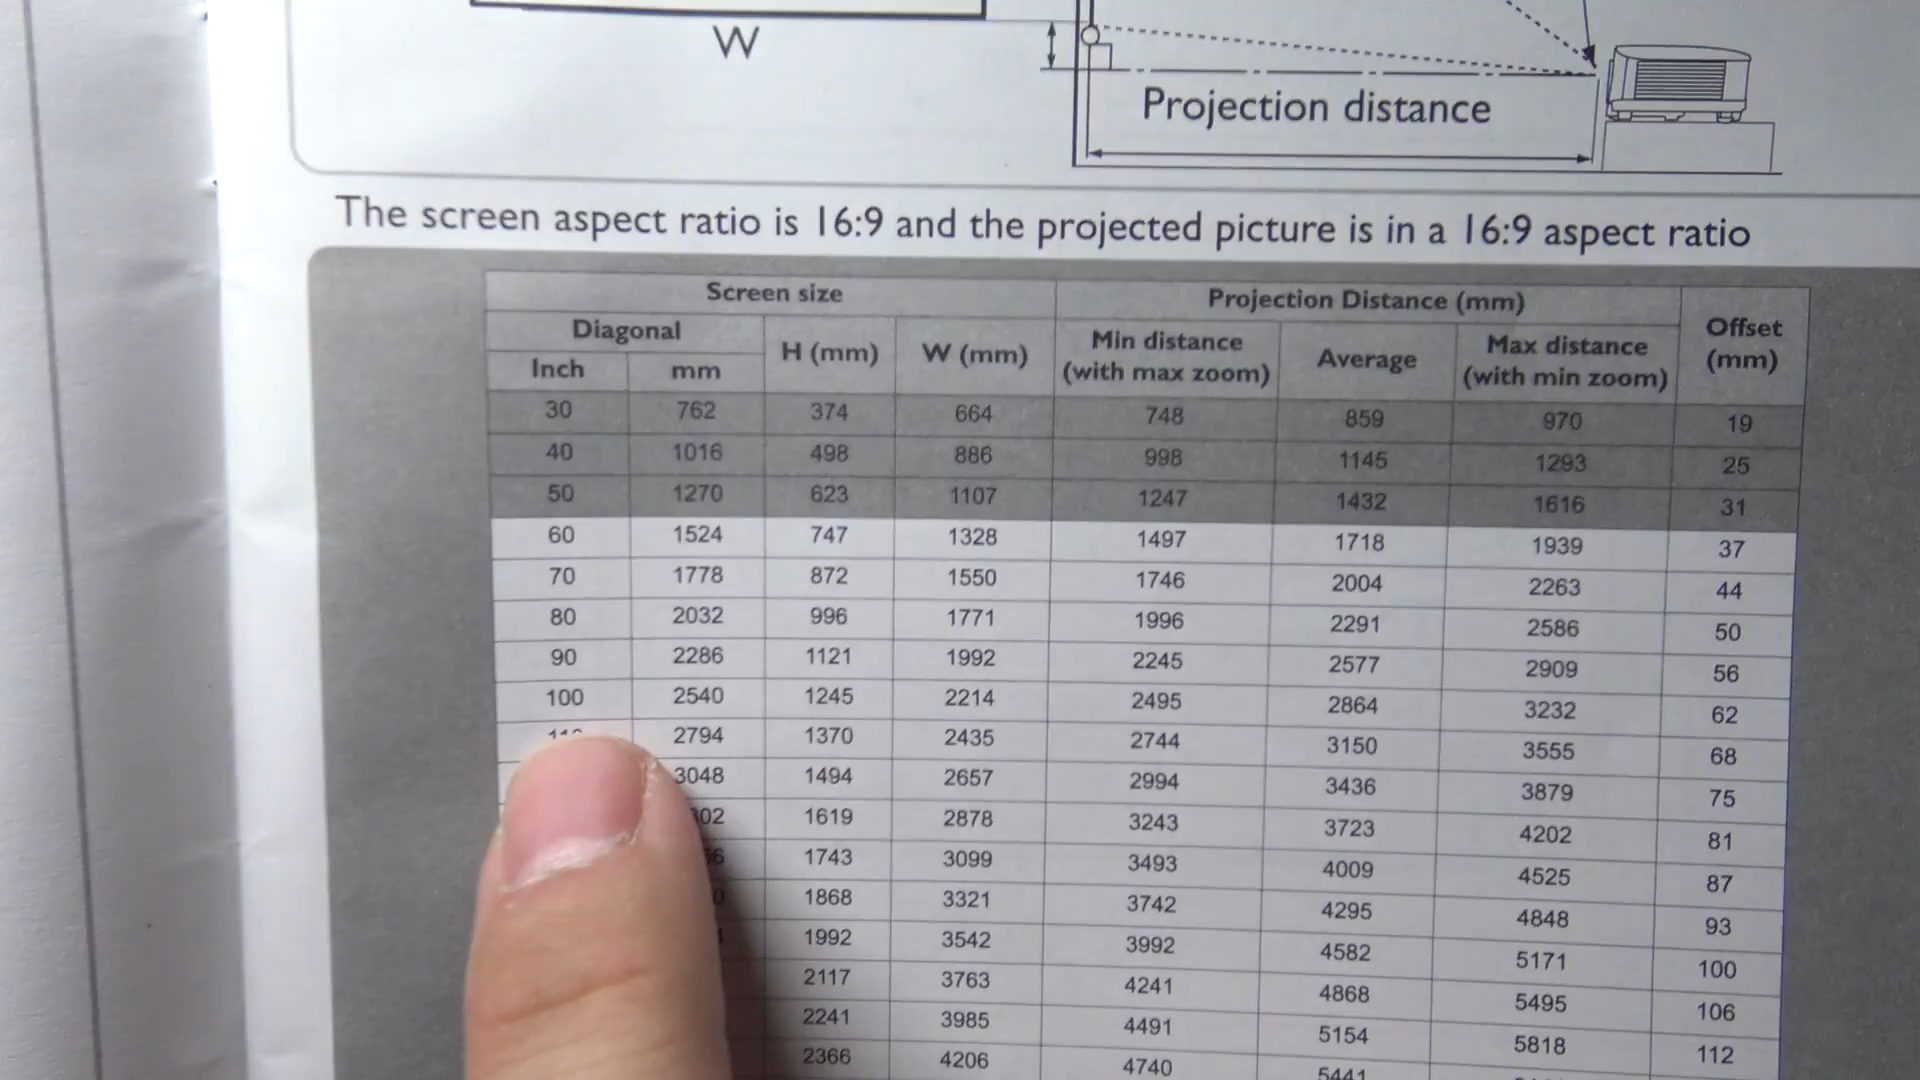 W
Projection distance
The screen aspect ratio is 16:9 and the projected picture is in a 16:9 aspect ratio
Screen size Projection Distance (mm) Offset (mm)
Diagonal H (mm) W (mm) Min distance (with max zoom) Average Max distance (with min zoom)
Inch mm
30 762 374 664 748 859 970 19
40 1016 498 886 998 1145 1293 25
50 1270 623 1107 1247 1432 1616 31
60 1524 747 1328 1497 1718 1939 37
70 1778 872 1550 1746 2004 2263 44
80 2032 996 1771 1996 2291 2586 50
90 2286 1121 1992 2245 2577 2909 56
100 2540 1245 2214 2495 2864 3232 62
2794 1370 2435 2744 3150 3555 68
3048 1494 2657 2994 3436 3879 75
1619 2878 3243 3723 4202 81
1743 3099 3493 4009 4525 87
1868 3321 3742 4295 4848 93
1992 3542 3992 4582 5171 100
2117 3763 4241 4868 5495 106
2241 3985 4491 5154 5818 112
2366 4206 4740 5441